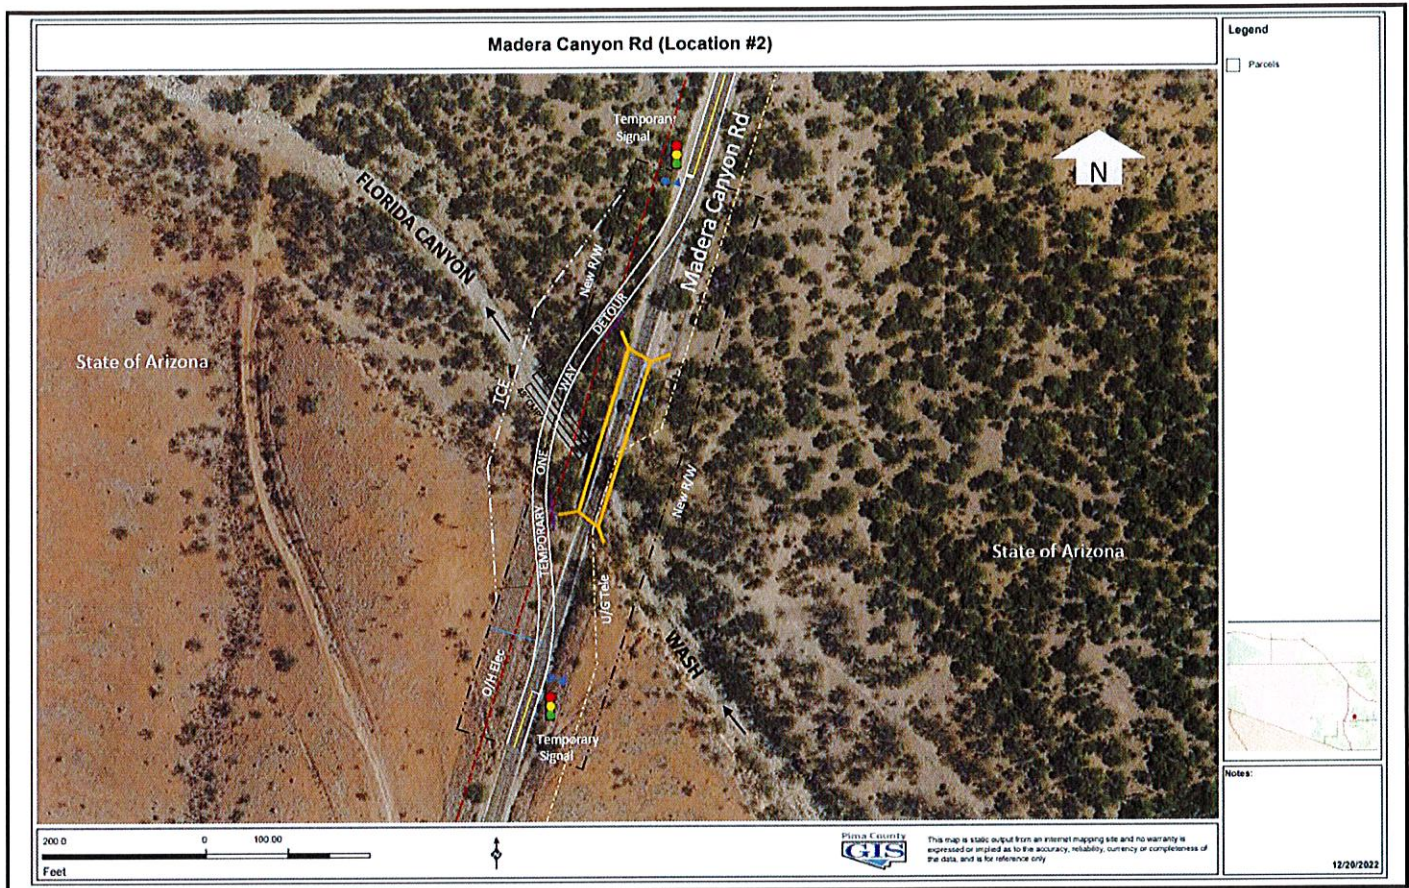 Madera Canyon Rd (Location #2)
Legend
Parcels
Temporary
Signal
Madera Canyon Rd
N
FLORIDA CANYON
New R/W
DETOUR
WAY
ONE
TEMPORARY
TCE
State of Arizona
New R/W
State of Arizona
U/G Tele
WASH
O/H Elec
Temporary
Signal
Notes:
200.0
0
100.00
Feet
Pima County
GIS
This map is static output from an internet mapping site and no warranty is
expressed or implied as to the accuracy, reliability, currency or completeness of
the data, and is for reference only
12/20/2022